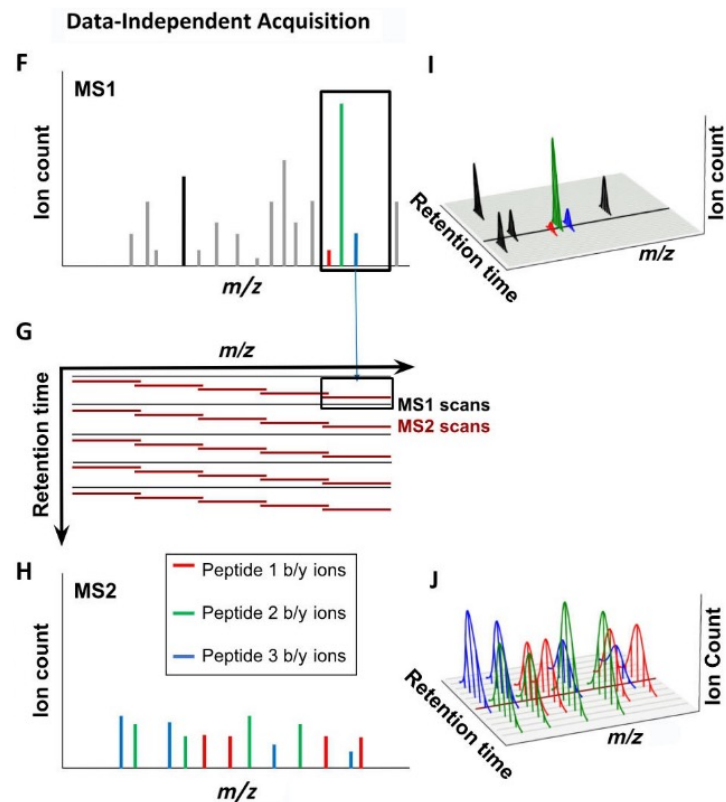 Data-Independent Acquisition
F
MS1
Ion count
m/z
I
Ion count
Retention time
m/z
G
m/z
Retention time
MS1 scans
MS2 scans
H
MS2
Ion count
Peptide 1 b/y ions
Peptide 2 b/y ions
Peptide 3 b/y ions
m/z
J
Ion Count
Retention time
m/z